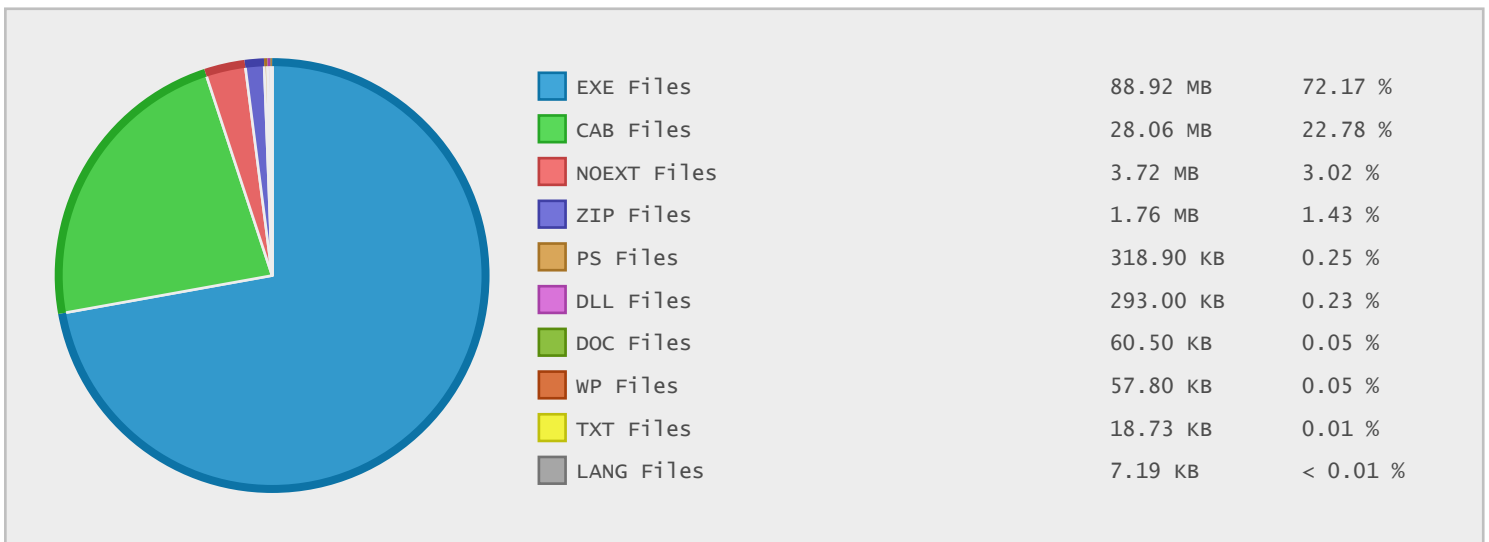 EXE Files 88.92 MB 72.17 %
CAB Files 28.06 MB 22.78 %
NOEXT Files 3.72 MB 3.02 %
ZIP Files 1.76 MB 1.43 %
PS Files 318.90 KB 0.25 %
DLL Files 293.00 KB 0.23 %
DOC Files 60.50 KB 0.05 %
WP Files 57.80 KB 0.05 %
TXT Files 18.73 KB 0.01 %
LANG Files 7.19 KB < 0.01 %